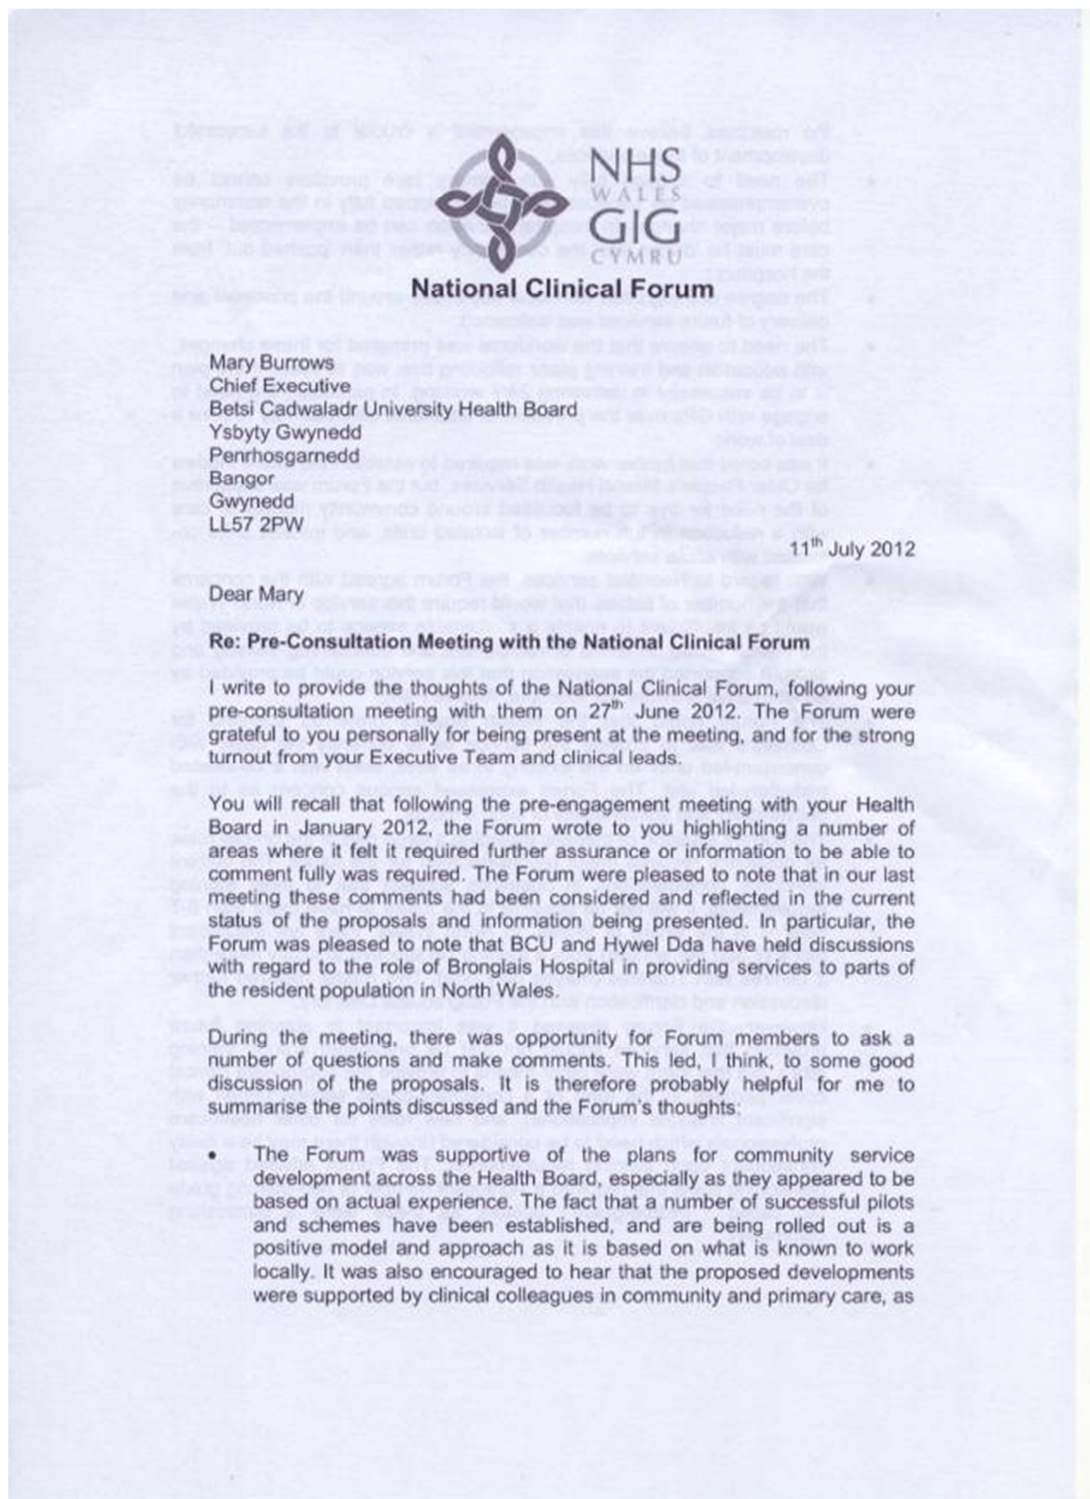 NHS
WALES
GIG
CYMRU
National Clinical Forum
Mary Burrows
Chief Executive
Betsi Cadwaladr University Health Board
Ysbyty Gwynedd
Penrhosgarnedd
Bangor
Gwynedd
LL57 2PW
11th July 2012
Dear Mary
Re: Pre-Consultation Meeting with the National Clinical Forum
I write to provide the thoughts of the National Clinical Forum, following your
pre-consultation meeting with them on 27th June 2012. The Forum were
grateful to you personally for being present at the meeting, and for the strong
turnout from your Executive Team and clinical leads.
You will recall that following the pre-engagement meeting with your Health
Board in January 2012, the Forum wrote to you highlighting a number of
areas where it felt it required further assurance or information to be able to
comment fully was required. The Forum were pleased to note that in our last
meeting these comments had been considered and reflected in the current
status of the proposals and information being presented. In particular, the
Forum was pleased to note that BCU and Hywel Dda have held discussions
with regard to the role of Bronglais Hospital in providing services to parts of
the resident population in North Wales.
During the meeting, there was opportunity for Forum members to ask a
number of questions and make comments. This led, I think, to some good
discussion of the proposals. It is therefore probably helpful for me to
summarise the points discussed and the Forum's thoughts:
• The Forum was supportive of the plans for community service
development across the Health Board, especially as they appeared to be
based on actual experience. The fact that a number of successful pilots
and schemes have been established, and are being rolled out is a
positive model and approach as it is based on what is known to work
locally. It was also encouraged to hear that the proposed developments
were supported by clinical colleagues in community and primary care, as